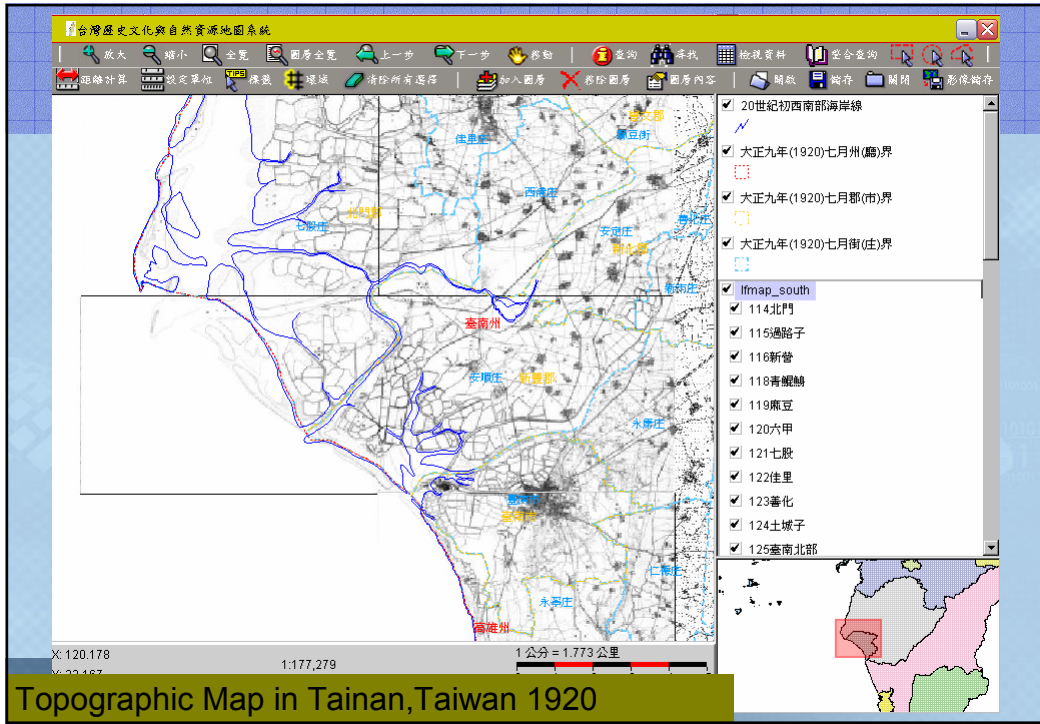 台灣歷史文化與自然資源地圖系統
放大 縮小 全覽 圖層全覽 上一步 下一步 移動 查詢 尋找 檢視資料 整合查詢
距離計算 設定單位 標籤 環域 清除所有選擇 加入圖層 移除圖層 圖層內容 開啟 儲存 關閉 影像儲存
20世紀初西南部海岸線
大正九年(1920)七月州(廳)界
大正九年(1920)七月郡(市)界
大正九年(1920)七月街(庄)界
lfmap_south
114北門
115過路子
116新營
118青鯤鯓
119麻豆
120六甲
121七股
122佳里
123善化
124土城子
125臺南北部
佳里庄
麻豆街
西港庄
七股庄
北門郡
安定庄
臺南州
安順庄
新豐郡
永康庄
臺南市
仁德庄
永寧庄
高雄州
X: 120.178
1:177,279
1 公分 = 1.773 公里
Topographic Map in Tainan,Taiwan 1920